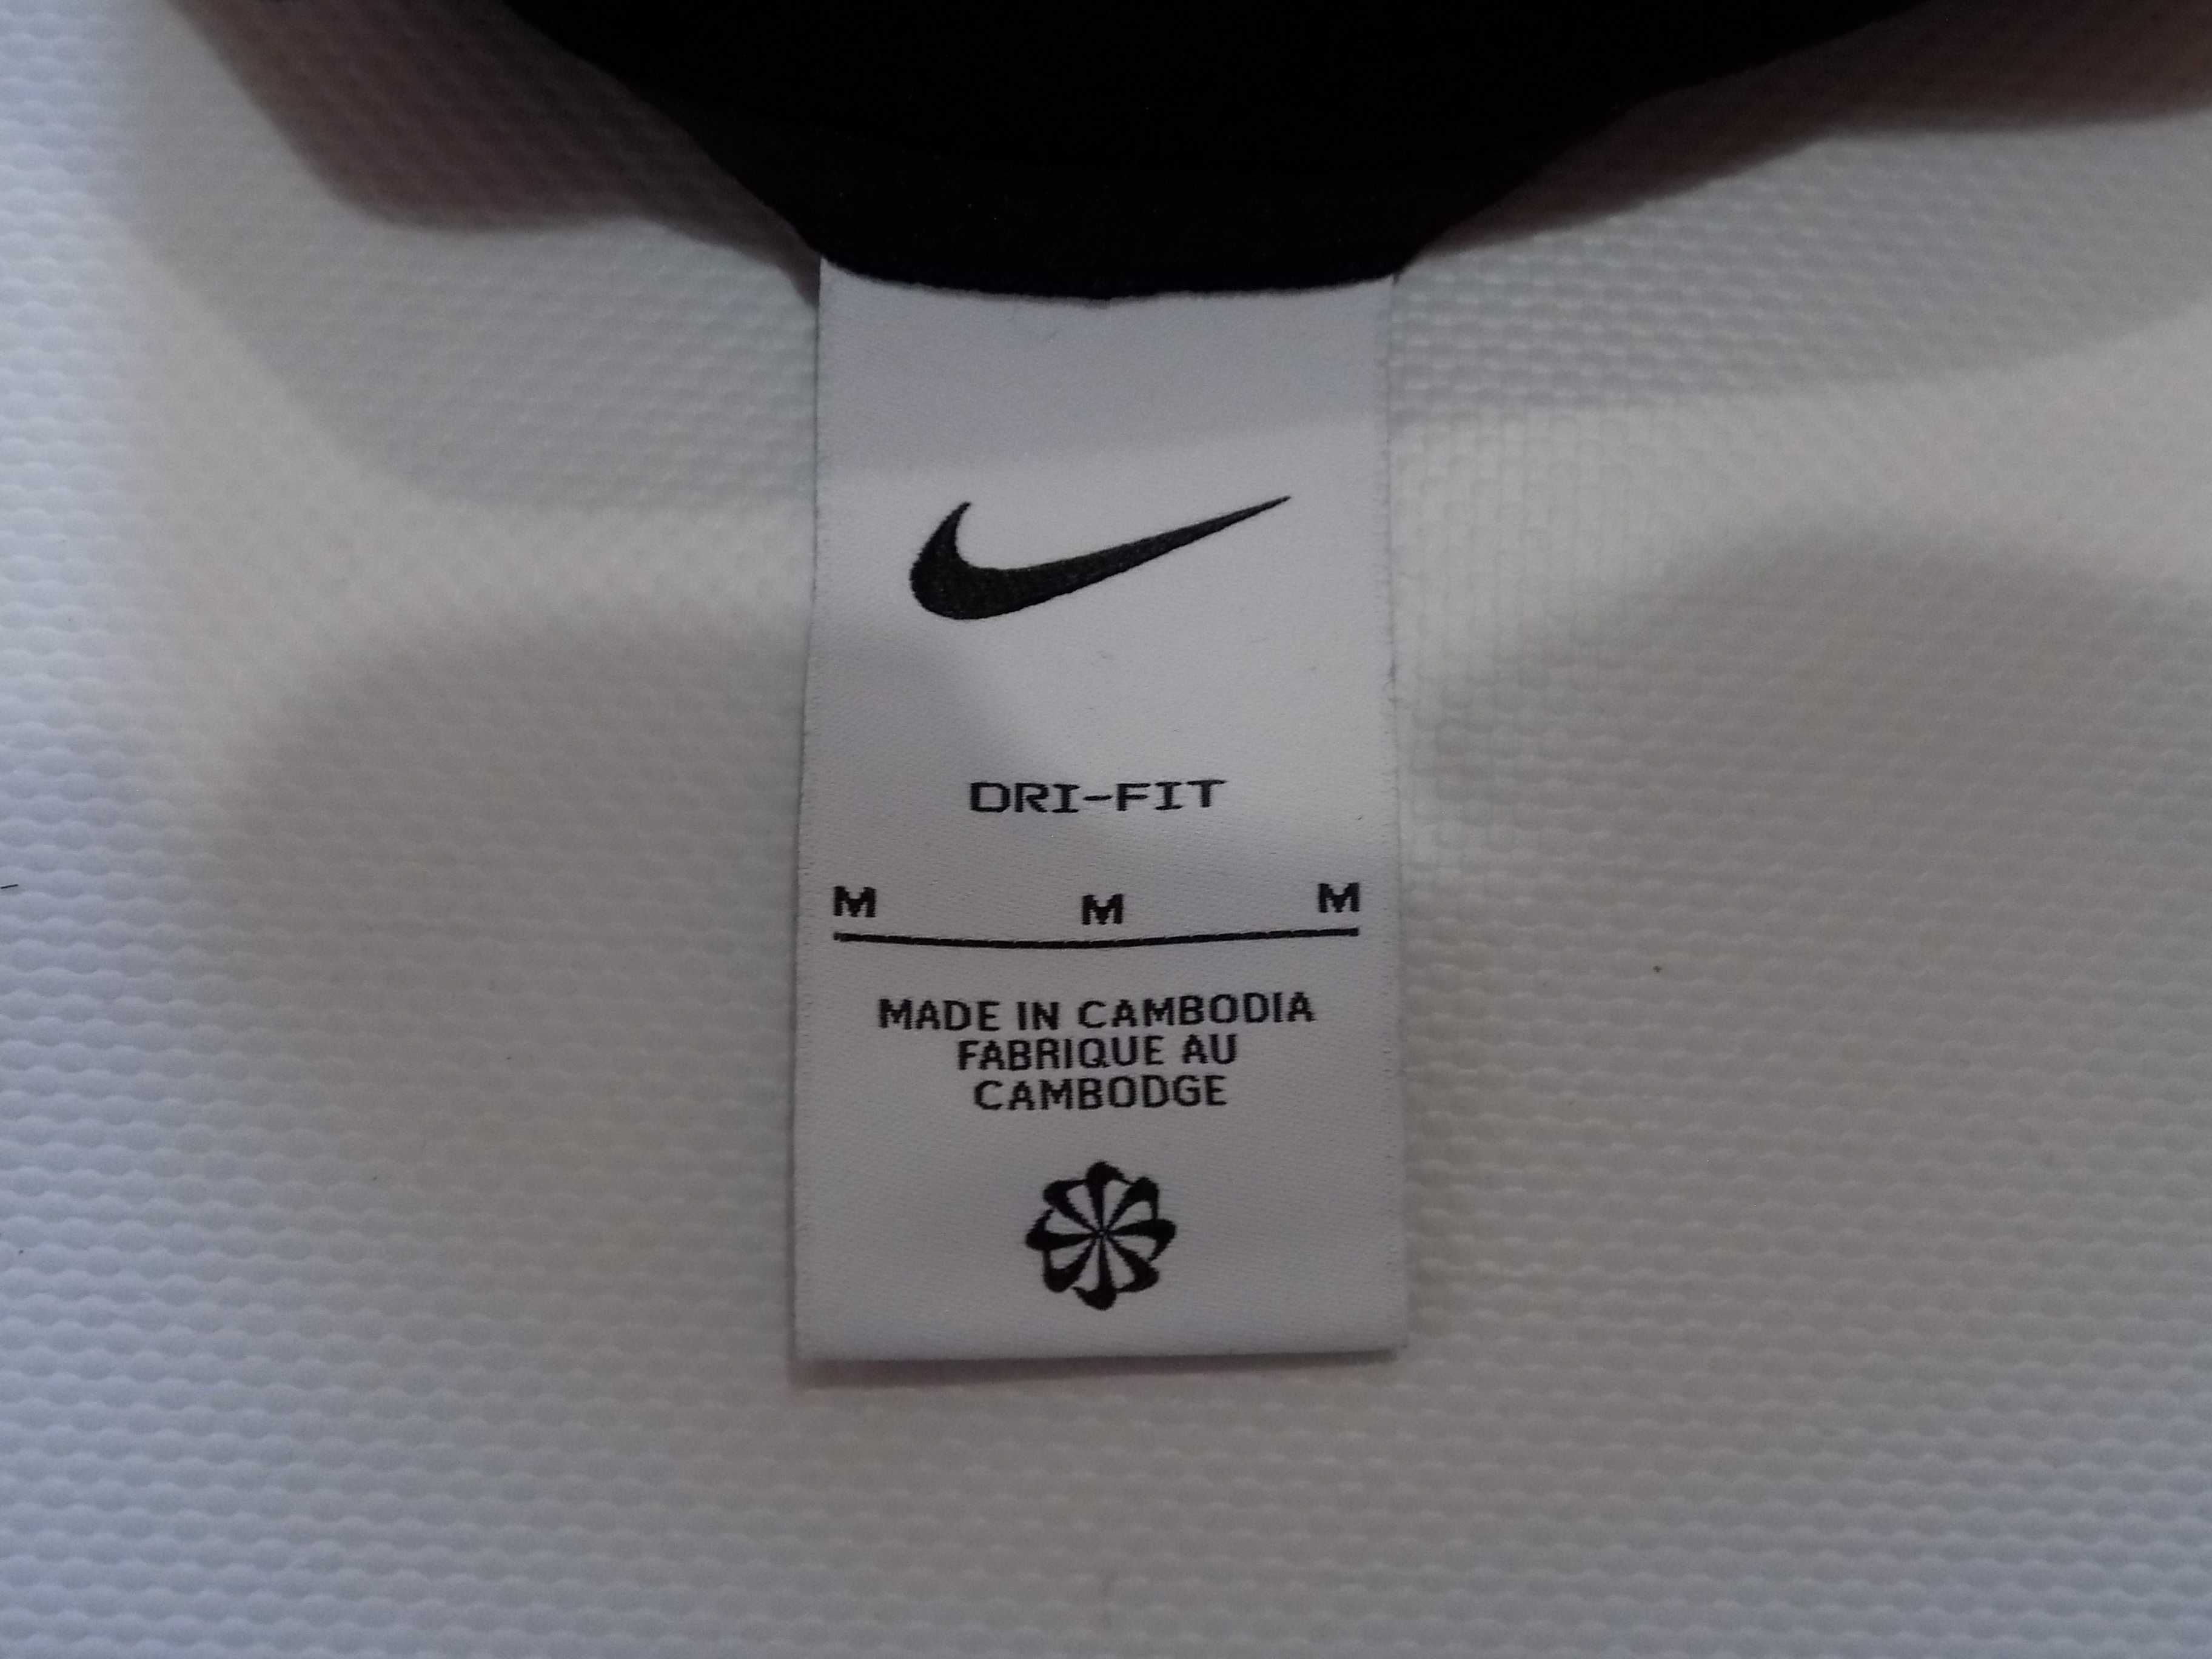 DRI-FIT
M M M
MADE IN CAMBODIA
FABRIQUE AU
CAMBODGE